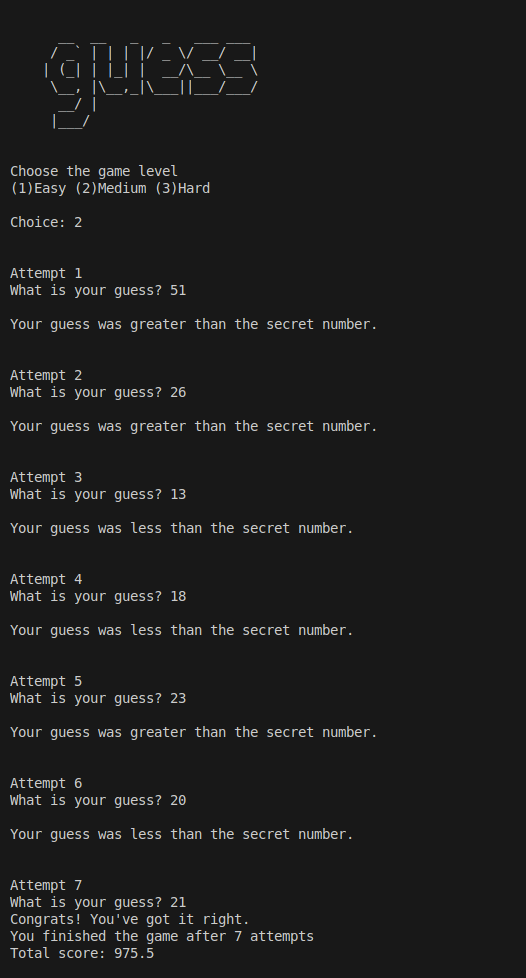 guess
Choose the game level
(1)Easy (2)Medium (3)Hard
Choice: 2
Attempt 1
What is your guess? 51
Your guess was greater than the secret number.
Attempt 2
What is your guess? 26
Your guess was greater than the secret number.
Attempt 3
What is your guess? 13
Your guess was less than the secret number.
Attempt 4
What is your guess? 18
Your guess was less than the secret number.
Attempt 5
What is your guess? 23
Your guess was greater than the secret number.
Attempt 6
What is your guess? 20
Your guess was less than the secret number.
Attempt 7
What is your guess? 21
Congrats! You've got it right.
You finished the game after 7 attempts
Total score: 975.5